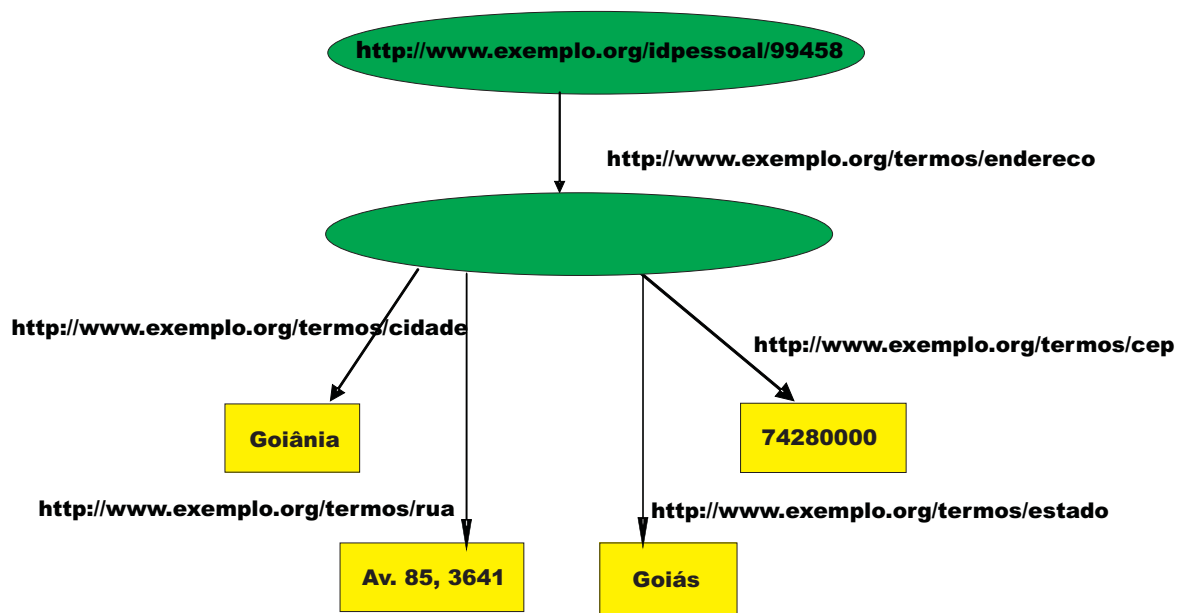 http://www.exemplo.org/idpessoal/99458
http://www.exemplo.org/termos/endereco
http://www.exemplo.org/termos/cidade
http://www.exemplo.org/termos/cep
Goiânia
74280000
http://www.exemplo.org/termos/rua
http://www.exemplo.org/termos/estado
Av. 85, 3641
Goiás